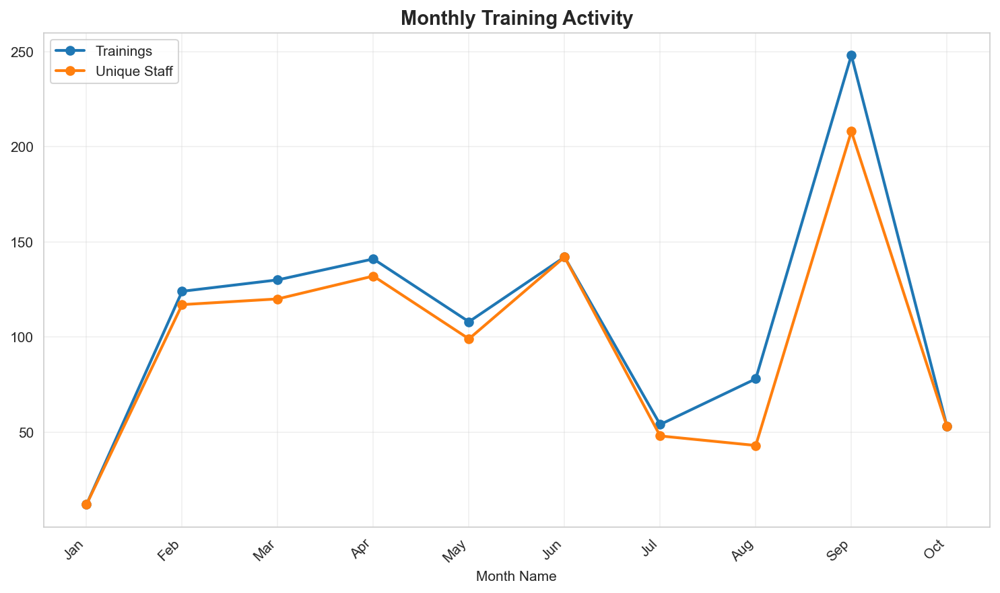 Monthly Training Activity
Trainings
Unique Staff
250
200
150
100
50
Jan Feb Mar Apr May Jun Jul Aug Sep Oct
Month Name